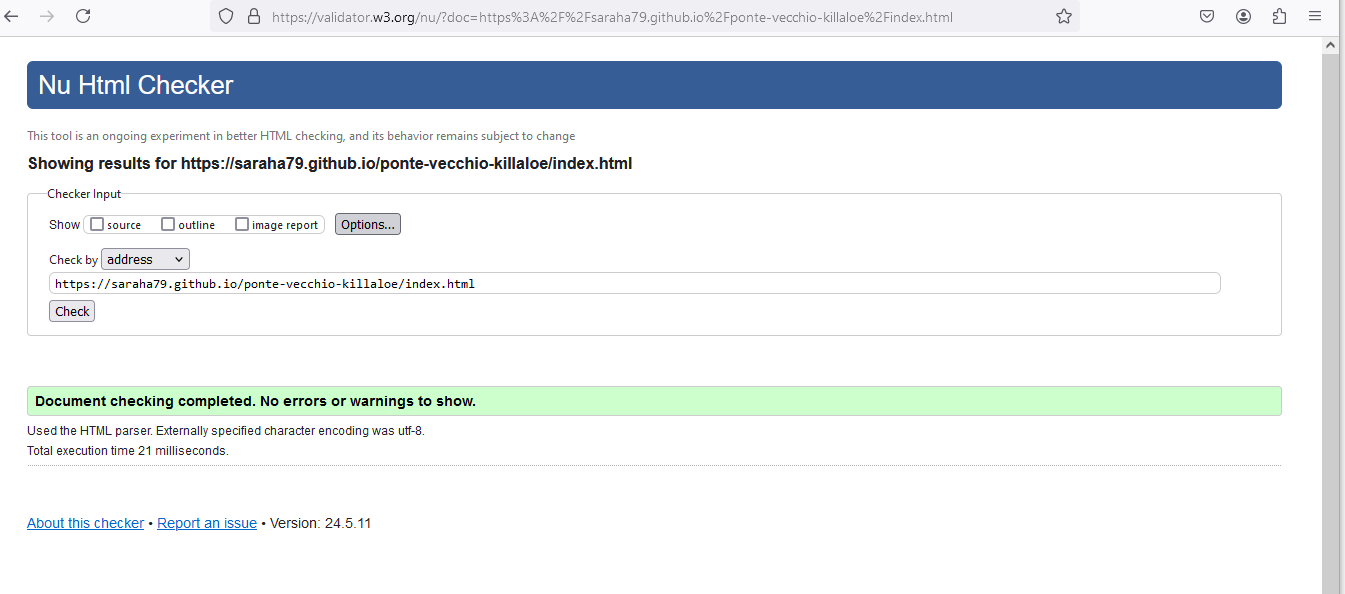 https://validator.w3.org/nu/?doc=https%3A%2F%2Fsaraha79.github.io%2Fponte-vecchio-killaloe%2Findex.html
Nu Html Checker
This tool is an ongoing experiment in better HTML checking, and its behavior remains subject to change
Showing results for https://saraha79.github.io/ponte-vecchio-killaloe/index.html
Checker Input
Show source outline image report Options...
Check by address
https://saraha79.github.io/ponte-vecchio-killaloe/index.html
Check
Document checking completed. No errors or warnings to show.
Used the HTML parser. Externally specified character encoding was utf-8.
Total execution time 21 milliseconds.
About this checker • Report an issue • Version: 24.5.11